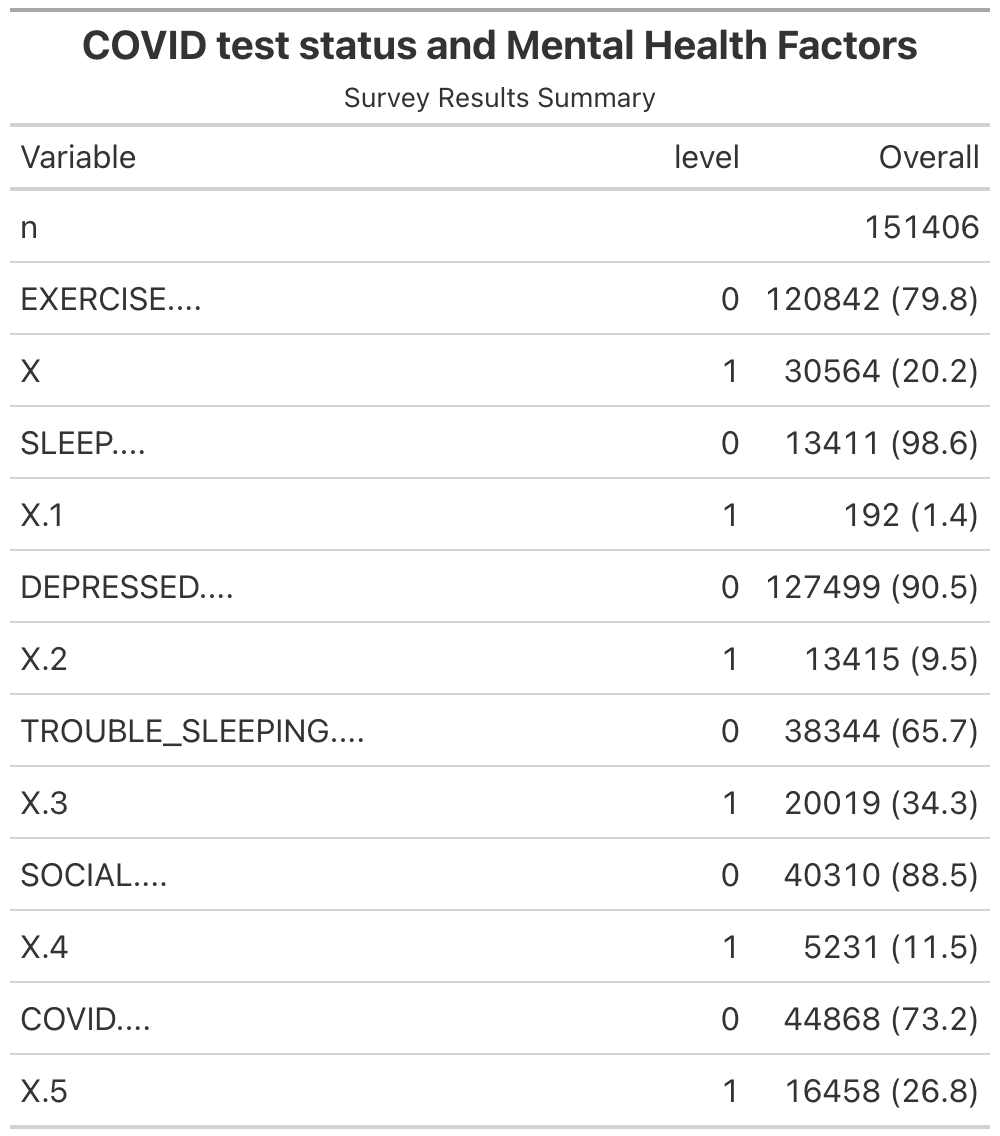 COVID test status and Mental Health Factors
Survey Results Summary
Variable level Overall
n 151406
EXERCISE.... 0 120842 (79.8)
X 1 30564 (20.2)
SLEEP.... 0 13411 (98.6)
X.1 1 192 (1.4)
DEPRESSED.... 0 127499 (90.5)
X.2 1 13415 (9.5)
TROUBLE_SLEEPING.... 0 38344 (65.7)
X.3 1 20019 (34.3)
SOCIAL.... 0 40310 (88.5)
X.4 1 5231 (11.5)
COVID.... 0 44868 (73.2)
X.5 1 16458 (26.8)